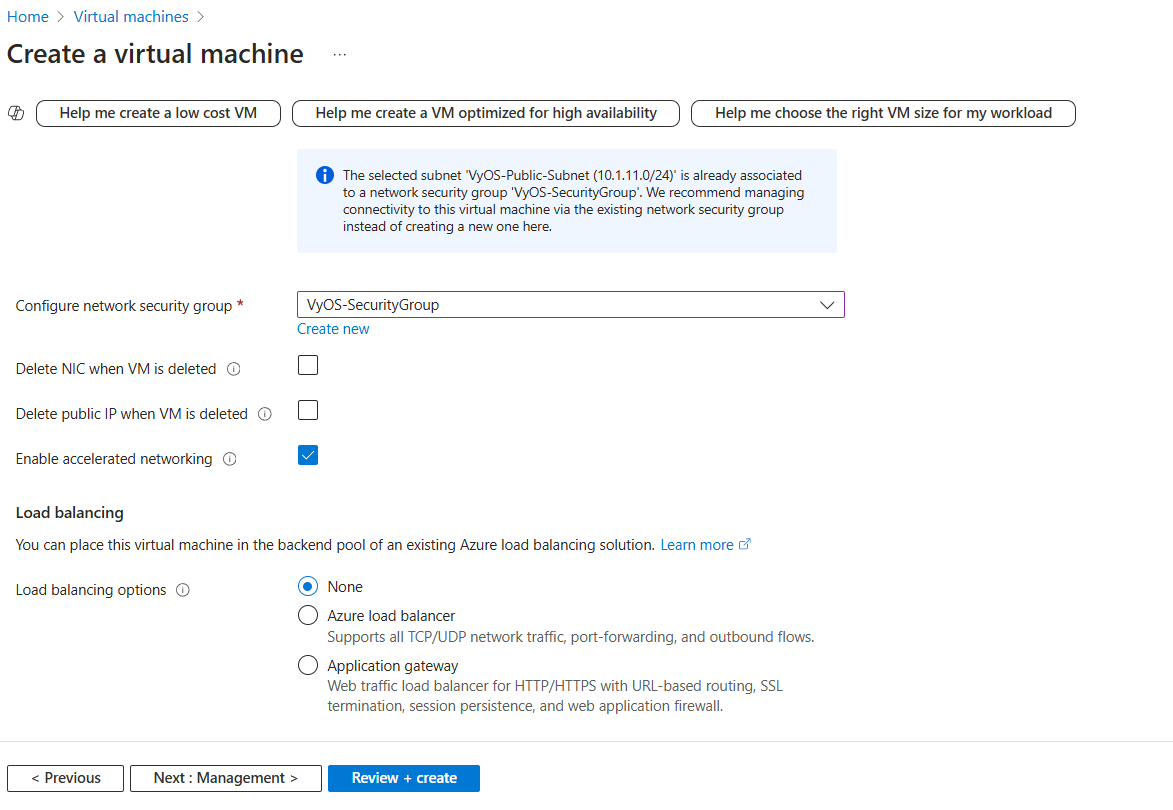 Home > Virtual machines >
Create a virtual machine ...
Help me create a low cost VM
Help me create a VM optimized for high availability
Help me choose the right VM size for my workload
The selected subnet 'VyOS-Public-Subnet (10.1.11.0/24)' is already associated
to a network security group 'VyOS-SecurityGroup'. We recommend managing
connectivity to this virtual machine via the existing network security group
instead of creating a new one here.
Configure network security group *
VyOS-SecurityGroup
Create new
Delete NIC when VM is deleted
Delete public IP when VM is deleted
Enable accelerated networking
Load balancing
You can place this virtual machine in the backend pool of an existing Azure load balancing solution. Learn more
Load balancing options
None
Azure load balancer
Supports all TCP/UDP network traffic, port-forwarding, and outbound flows.
Application gateway
Web traffic load balancer for HTTP/HTTPS with URL-based routing, SSL
termination, session persistence, and web application firewall.
< Previous
Next : Management >
Review + create